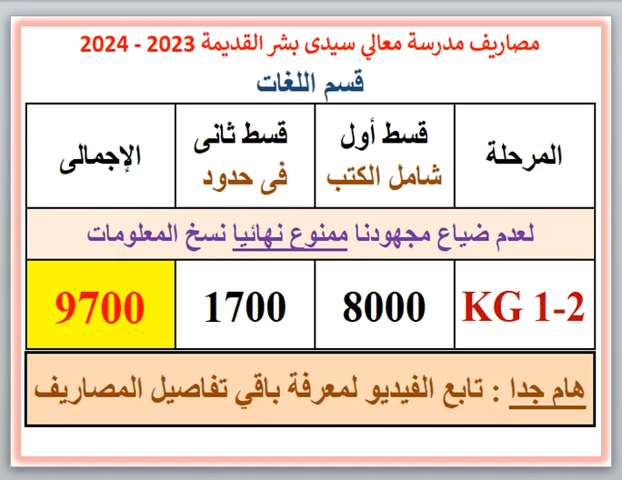 مصاريف مدرسة معالي سيدى بشر القديمة 2023 - 2024
قسم اللغات
المرحلة قسط أول شامل الكتب قسط ثانى فى حدود الإجمالى
لعدم ضياع مجهودنا ممنوع نهائيا نسخ المعلومات
KG 1-2 8000 1700 9700
هام جدا : تابع الفيديو لمعرفة باقي تفاصيل المصاريف